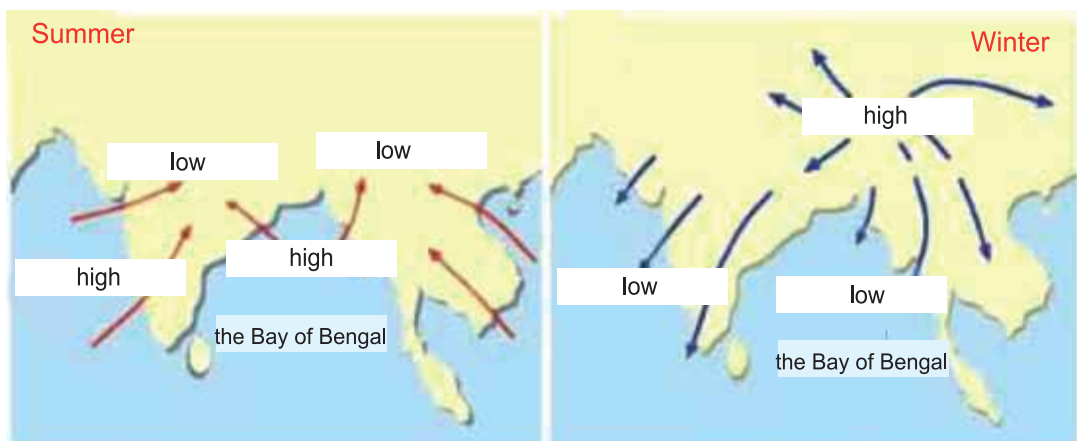 Summer
low
low
high
high
the Bay of Bengal
Winter
high
low
low
the Bay of Bengal